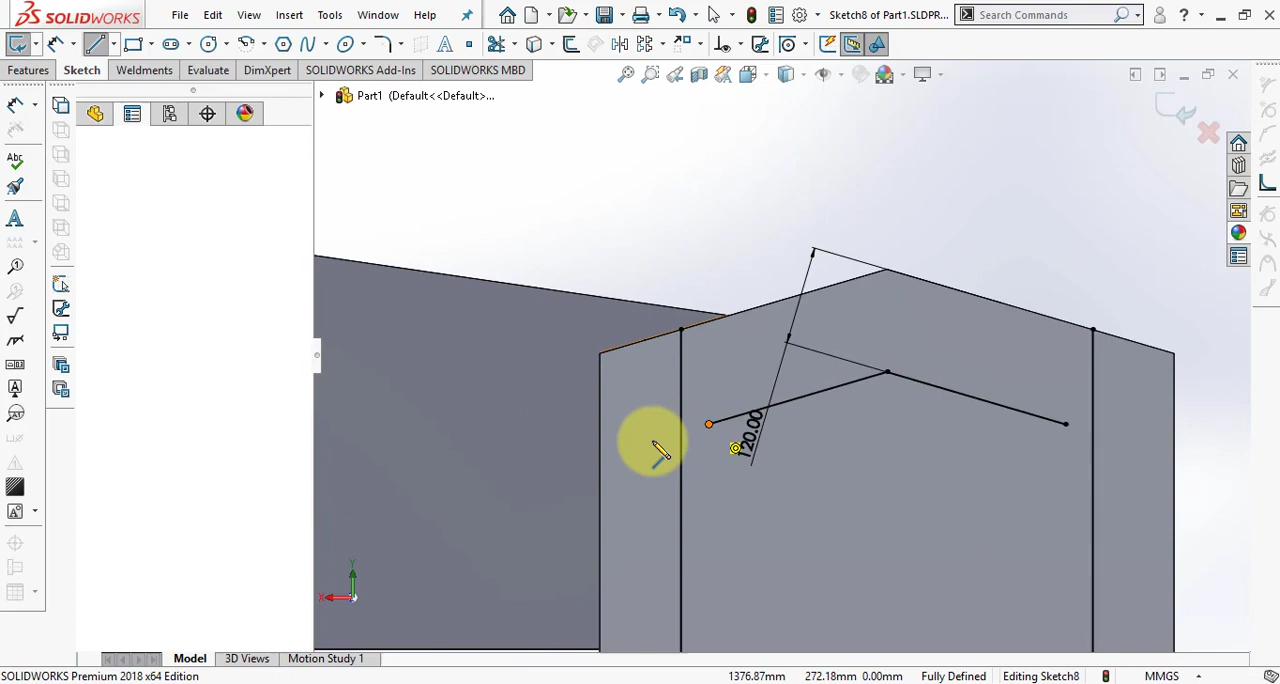 SOLIDWORKS File Edit View Insert Tools Window Help Sketch8 of Part1.SLDPR... Search Commands ?
Features Sketch Weldments Evaluate DimXpert SOLIDWORKS Add-Ins SOLIDWORKS MBD
Part1 (Default<<Default>...
120.00
Y
X
Model 3D Views Motion Study 1
SOLIDWORKS Premium 2018 x64 Edition 1376.87mm 272.18mm 0.00mm Fully Defined Editing Sketch8 MMGS